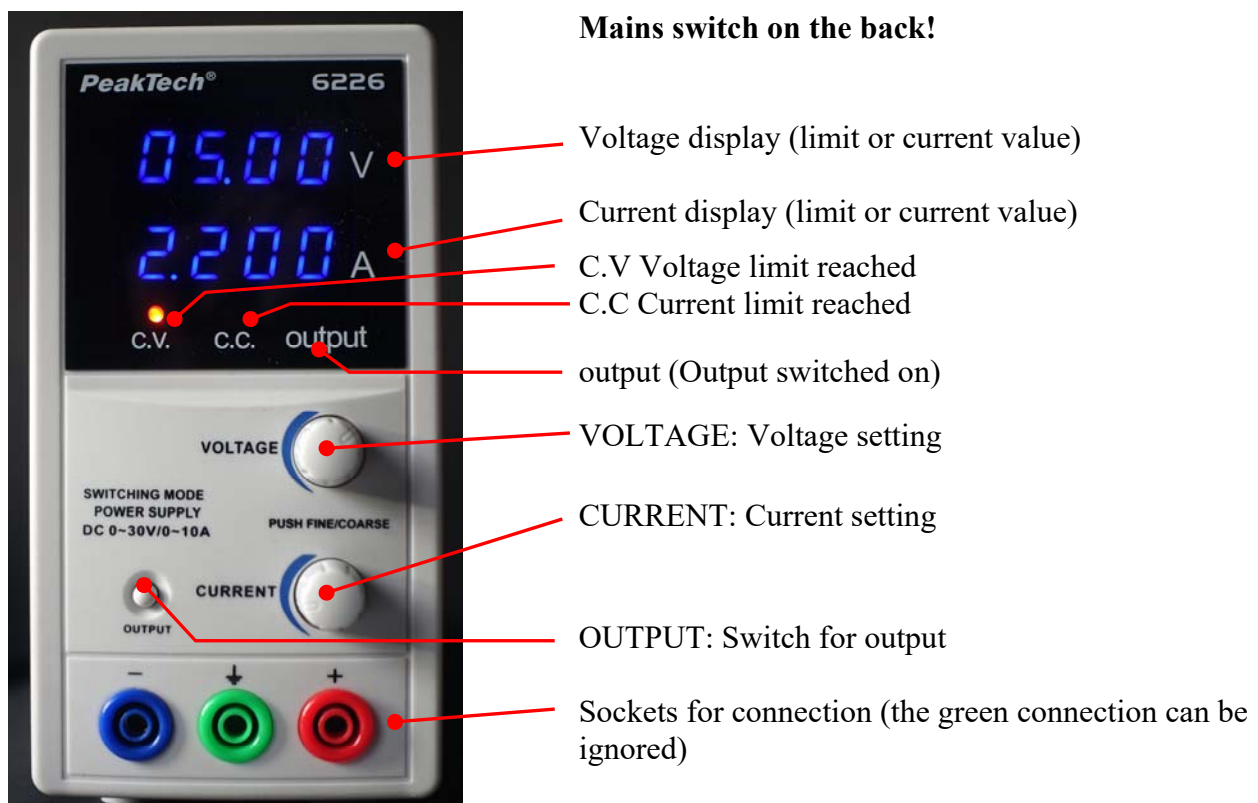 Mains switch on the back!
PeakTech® 6226
05.00 V
Voltage display (limit or current value)
2.200 A
Current display (limit or current value)
C.V Voltage limit reached
C.C Current limit reached
c.v. c.c. output
output (Output switched on)
VOLTAGE
VOLTAGE: Voltage setting
SWITCHING MODE
POWER SUPPLY
DC 0~30V/0~10A
PUSH FINE/COARSE
CURRENT: Current setting
CURRENT
OUTPUT
OUTPUT: Switch for output
− +
Sockets for connection (the green connection can be
ignored)